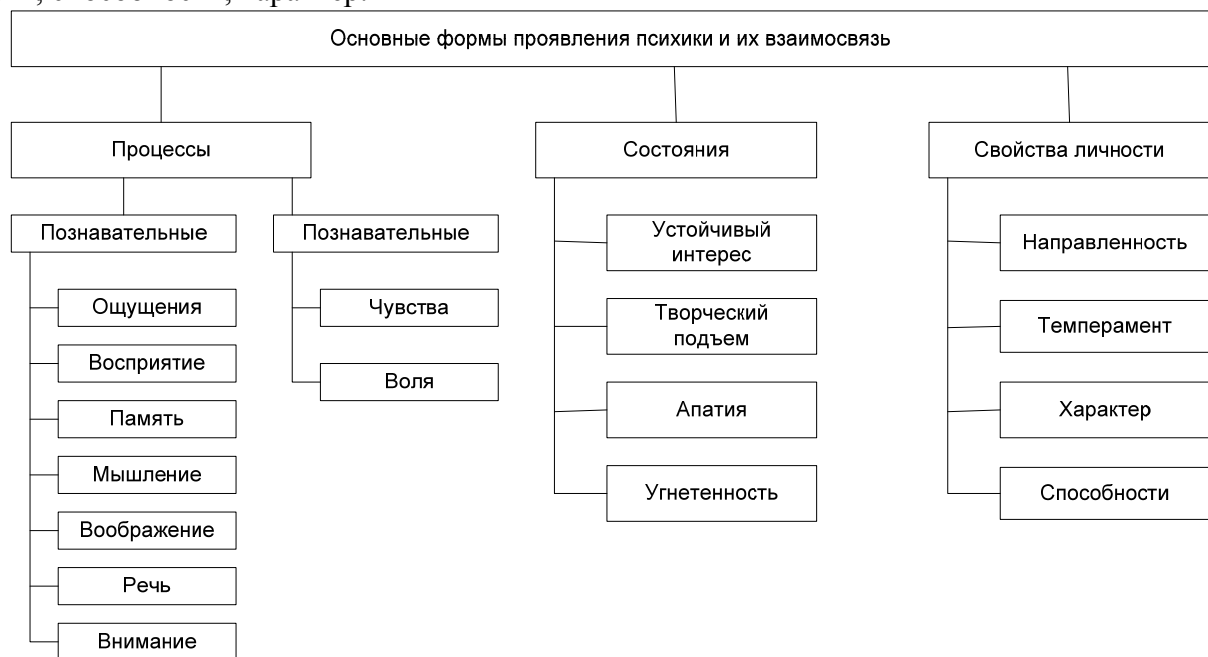 Основные формы проявления психики и их взаимосвязь
Процессы
Состояния
Свойства личности
Познавательные
Познавательные
Ощущения
Восприятие
Память
Мышление
Воображение
Речь
Внимание
Чувства
Воля
Устойчивый
интерес
Творческий
подъем
Апатия
Угнетенность
Направленность
Темперамент
Характер
Способности